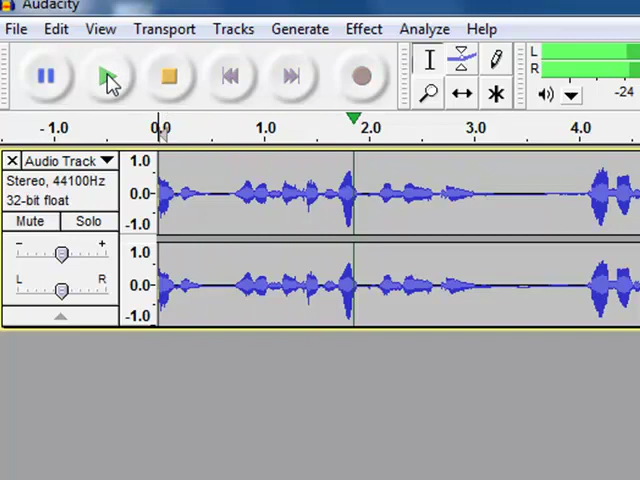 Audacity
File Edit View Transport Tracks Generate Effect Analyze Help
L
R
-24
-1.0 0.0 1.0 2.0 3.0 4.0
Audio Track
Stereo, 44100Hz
32-bit float
Mute Solo
- +
L R
1.0
0.0
-1.0
1.0
0.0
-1.0